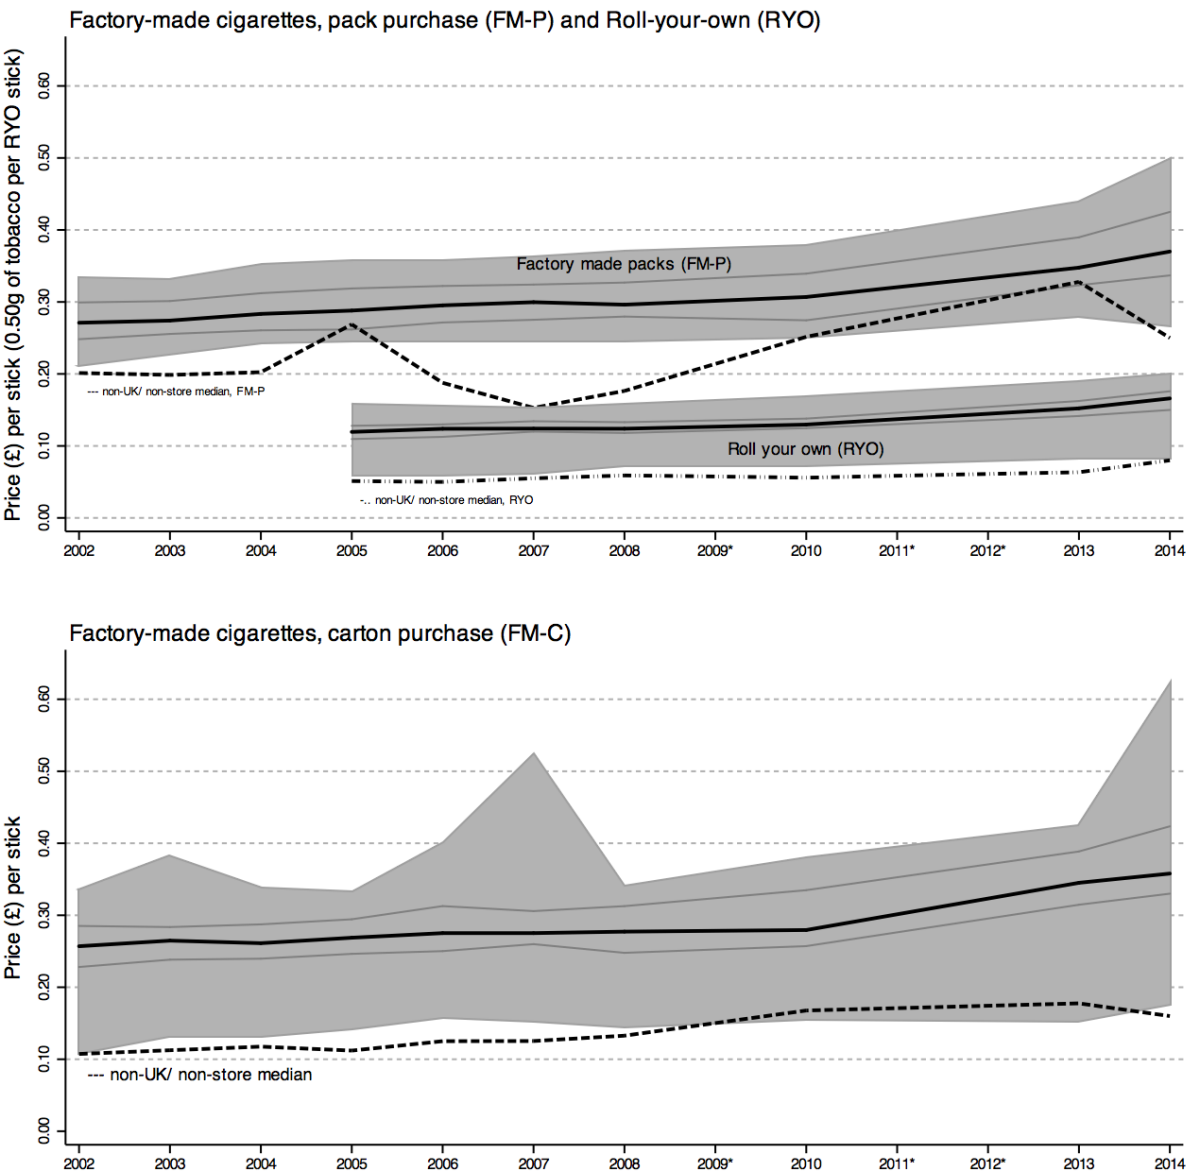 Factory-made cigarettes, pack purchase (FM-P) and Roll-your-own (RYO)
Price (£) per stick (0.50g of tobacco per RYO stick)
0.60
0.50
0.40
0.30
0.20
0.10
0.00
Factory made packs (FM-P)
--- non-UK/ non-store median, FM-P
Roll your own (RYO)
-.. non-UK/ non-store median, RYO
2002 2003 2004 2005 2006 2007 2008 2009* 2010 2011* 2012* 2013 2014
Factory-made cigarettes, carton purchase (FM-C)
Price (£) per stick
0.60
0.50
0.40
0.30
0.20
0.10
0.00
--- non-UK/ non-store median
2002 2003 2004 2005 2006 2007 2008 2009* 2010 2011* 2012* 2013 2014